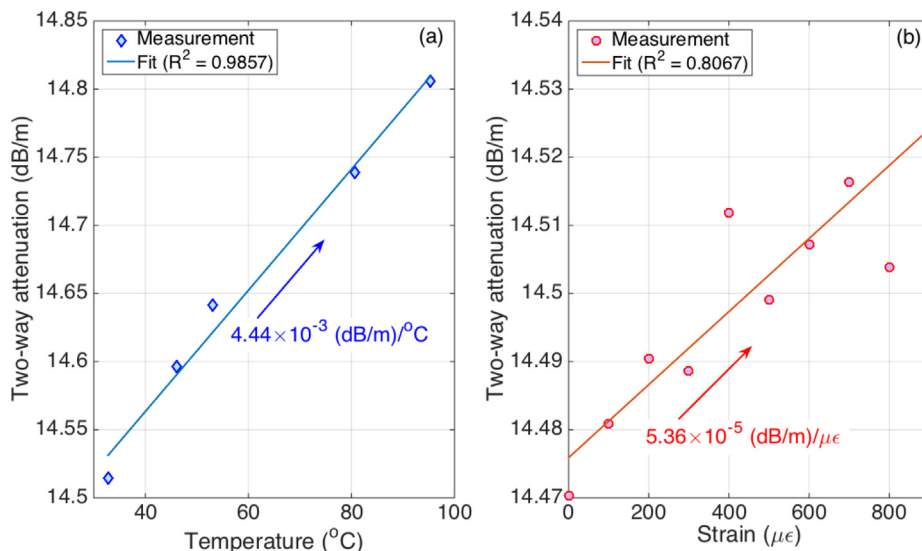 (a)
Measurement
Fit (R² = 0.9857)
14.85
14.8
14.75
14.7
14.65
14.6
14.55
14.5
Two-way attenuation (dB/m)
4.44×10⁻³ (dB/m)/°C
40
60
80
100
Temperature (°C)
(b)
Measurement
Fit (R² = 0.8067)
14.54
14.53
14.52
14.51
14.5
14.49
14.48
14.47
Two-way attenuation (dB/m)
5.36×10⁻⁵ (dB/m)/με
0
200
400
600
800
Strain (με)